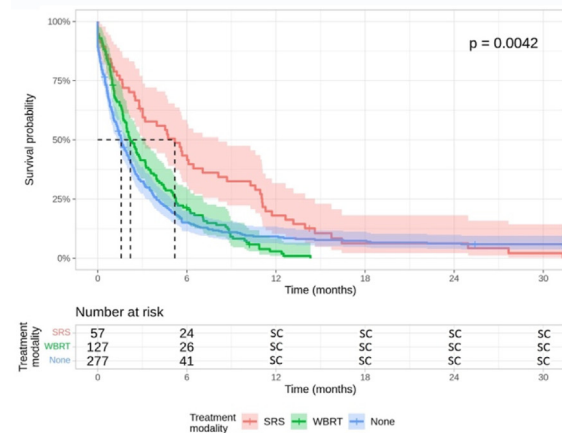 100%
p = 0.0042
75%
50%
25%
0%
Survival probability
0 6 12 18 24 30
Time (months)
Number at risk
Treatment modality
SRS 57 24 SC SC SC SC
WBRT 127 26 SC SC SC SC
None 277 41 SC SC SC SC
0 6 12 18 24 30
Time (months)
Treatment modality SRS WBRT None